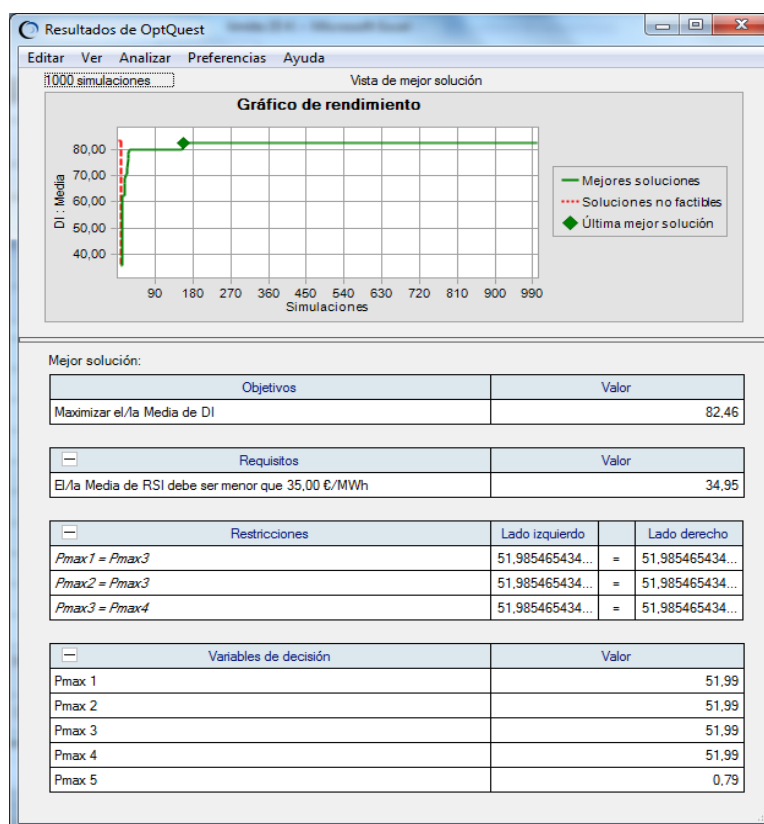 Resultados de OptQuest
Editar Ver Analizar Preferencias Ayuda
1000 simulaciones Vista de mejor solución
Gráfico de rendimiento
80,00
70,00
60,00
50,00
40,00
DI : Media
90 180 270 360 450 540 630 720 810 900 990
Simulaciones
Mejores soluciones
Soluciones no factibles
Última mejor solución
Mejor solución:
Objetivos Valor
Maximizar el/la Media de DI 82,46
Requisitos Valor
El/la Media de RSI debe ser menor que 35,00 €/MWh 34,95
Restricciones Lado izquierdo Lado derecho
Pmax1 = Pmax3 51,985465434... = 51,985465434...
Pmax2 = Pmax3 51,985465434... = 51,985465434...
Pmax3 = Pmax4 51,985465434... = 51,985465434...
Variables de decisión Valor
Pmax 1 51,99
Pmax 2 51,99
Pmax 3 51,99
Pmax 4 51,99
Pmax 5 0,79